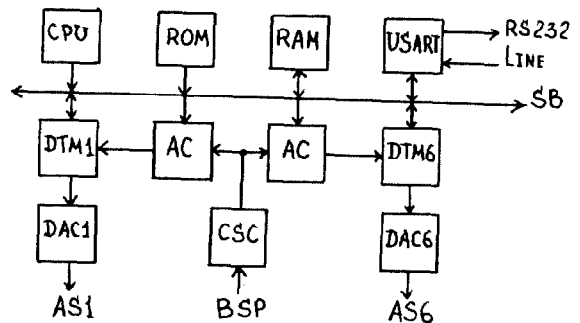 CPU
ROM
RAM
USART
RS232
LINE
SB
DTM1
AC
AC
DTM6
DAC1
CSC
DAC6
AS1
BSP
AS6